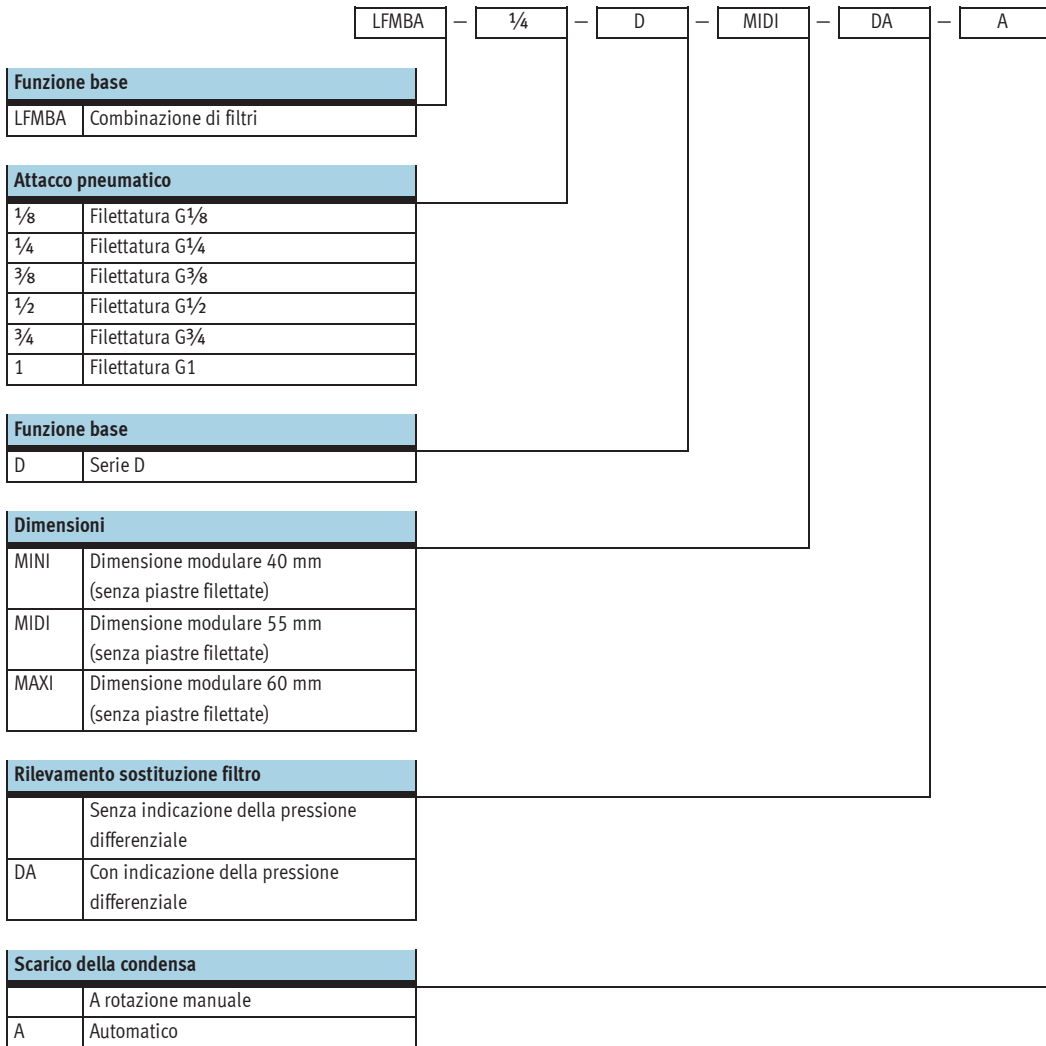 LFMBA – ¼ – D – MIDI – DA – A
Funzione base
LFMBA Combinazione di filtri
Attacco pneumatico
⅛ Filettatura G⅛
¼ Filettatura G¼
⅜ Filettatura G⅜
½ Filettatura G½
¾ Filettatura G¾
1 Filettatura G1
Funzione base
D Serie D
Dimensioni
MINI Dimensione modulare 40 mm
(senza piastre filettate)
MIDI Dimensione modulare 55 mm
(senza piastre filettate)
MAXI Dimensione modulare 60 mm
(senza piastre filettate)
Rilevamento sostituzione filtro
Senza indicazione della pressione
differenziale
DA Con indicazione della pressione
differenziale
Scarico della condensa
A rotazione manuale
A Automatico